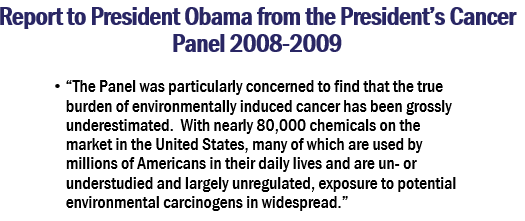 Report to President Obama from the President's Cancer
Panel 2008-2009
• “The Panel was particularly concerned to find that the true
burden of environmentally induced cancer has been grossly
underestimated.  With nearly 80,000 chemicals on the
market in the United States, many of which are used by
millions of Americans in their daily lives and are un- or
understudied and largely unregulated, exposure to potential
environmental carcinogens in widespread.”